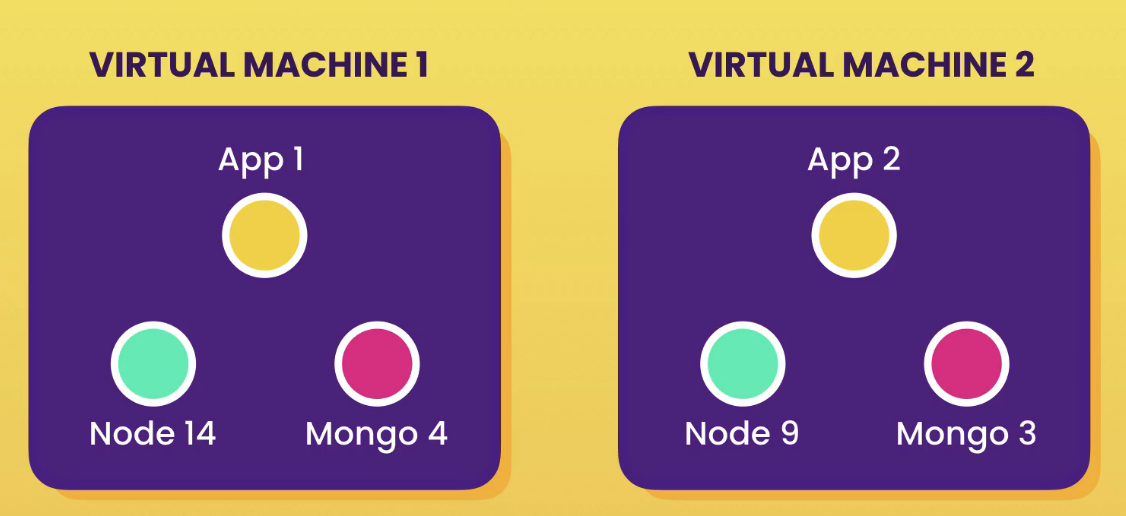 VIRTUAL MACHINE 1
VIRTUAL MACHINE 2
App 1
App 2
Node 14
Mongo 4
Node 9
Mongo 3